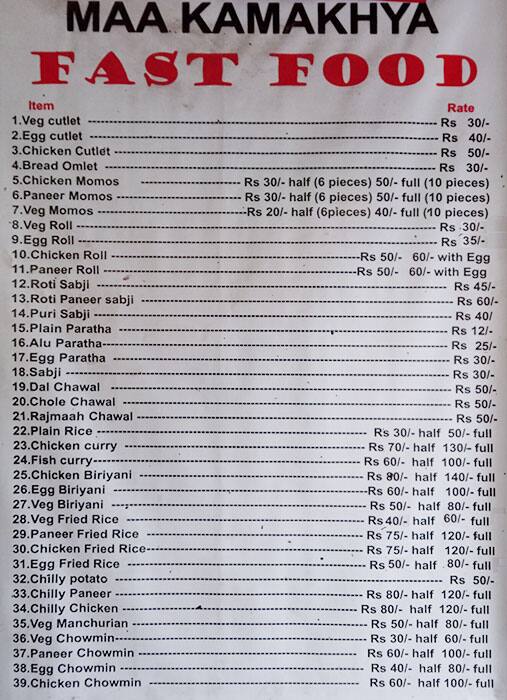 MAA KAMAKHYA
FAST FOOD
Item Rate
1.Veg cutlet Rs 30/-
2.Egg cutlet Rs 40/-
3.Chicken Cutlet Rs 50/-
4.Bread Omlet Rs 30/-
5.Chicken Momos Rs 30/- half (6 pieces) 50/- full (10 pieces)
6.Paneer Momos Rs 30/- half (6 pieces) 50/- full (10 pieces)
7.Veg Momos Rs 20/- half (6pieces) 40/- full (10 pieces)
8.Veg Roll Rs 30/-
9.Egg Roll Rs 35/-
10.Chicken Roll Rs 50/- 60/- with Egg
11.Paneer Roll Rs 50/- 60/- with Egg
12.Roti Sabji Rs 45/-
13.Roti Paneer sabji Rs 60/-
14.Puri Sabji Rs 40/
15.Plain Paratha Rs 12/-
16.Alu Paratha Rs 25/-
17.Egg Paratha Rs 30/-
18.Sabji Rs 30/-
19.Dal Chawal Rs 50/-
20.Chole Chawal Rs 50/-
21.Rajmaah Chawal Rs 50/-
22.Plain Rice Rs 30/- half 50/- full
23.Chicken curry Rs 70/- half 130/- full
24.Fish curry Rs 60/- half 100/- full
25.Chicken Biriyani Rs 80/- half 140/- full
26.Egg Biriyani Rs 60/- half 100/- full
27.Veg Biriyani Rs 50/- half 80/- full
28.Veg Fried Rice Rs 40/- half 60/- full
29.Paneer Fried Rice Rs 75/- half 120/- full
30.Chicken Fried Rice Rs 75/- half 120/- full
31.Egg Fried Rice Rs 50/- half 80/- full
32.Chilly potato Rs 50/-
33.Chilly Paneer Rs 80/- half 120/- full
34.Chilly Chicken Rs 80/- half 120/- full
35.Veg Manchurian Rs 50/- half 80/- full
36.Veg Chowmin Rs 30/- half 60/- full
37.Paneer Chowmin Rs 60/- half 100/- full
38.Egg Chowmin Rs 40/- half 80/- full
39.Chicken Chowmin Rs 60/- half 100/- full